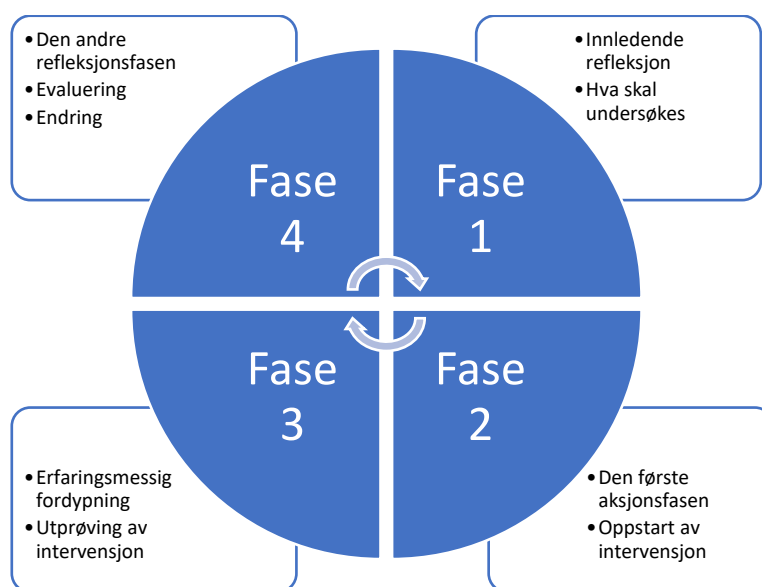 • Den andre
refleksjonsfasen
• Evaluering
• Endring
• Innledende
refleksjon
• Hva skal
undersøkes
Fase
4
Fase
1
Fase
3
Fase
2
• Erfaringsmessig
fordypning
• Utprøving av
intervensjon
• Den første
aksjonsfasen
• Oppstart av
intervensjon